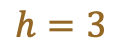 h = 3